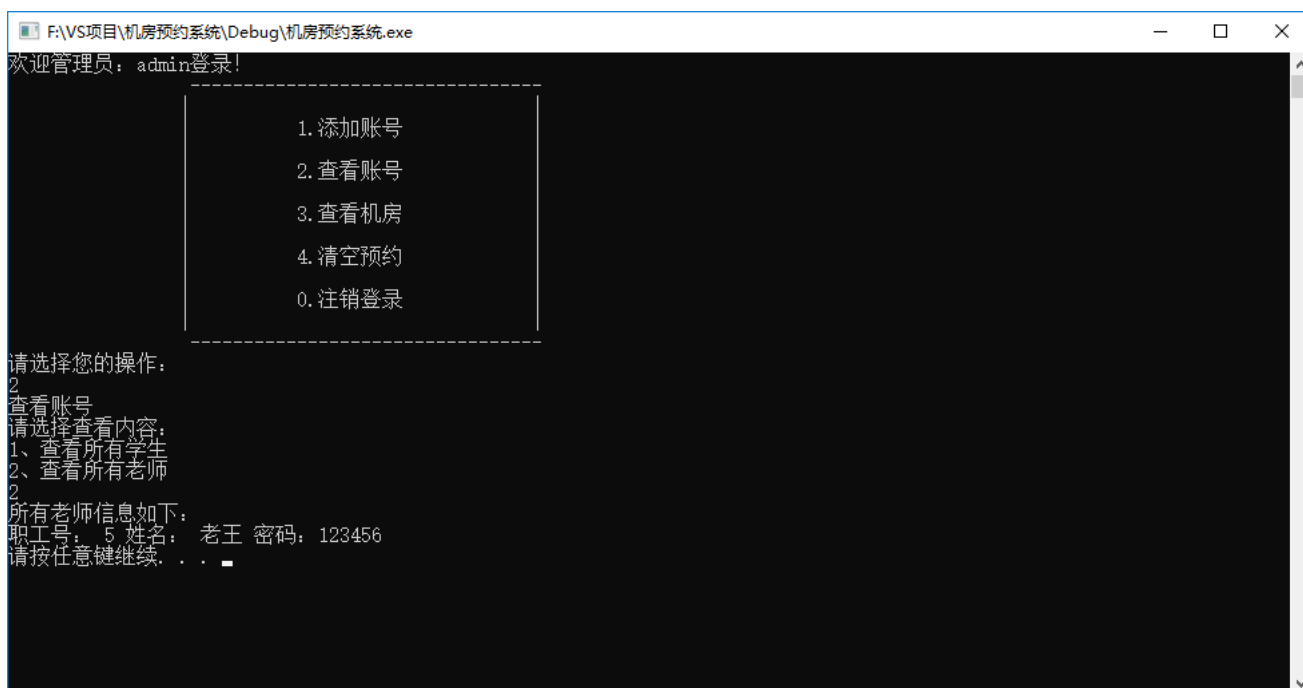 F:\VS项目\机房预约系统\Debug\机房预约系统.exe
欢迎管理员：admin登录!
---------------------------------
1.添加账号
2.查看账号
3.查看机房
4.清空预约
0.注销登录
---------------------------------
请选择您的操作：
2
查看账号
请选择查看内容：
1、查看所有学生
2、查看所有老师
2
所有老师信息如下：
职工号： 5 姓名： 老王 密码：123456
请按任意键继续. . .